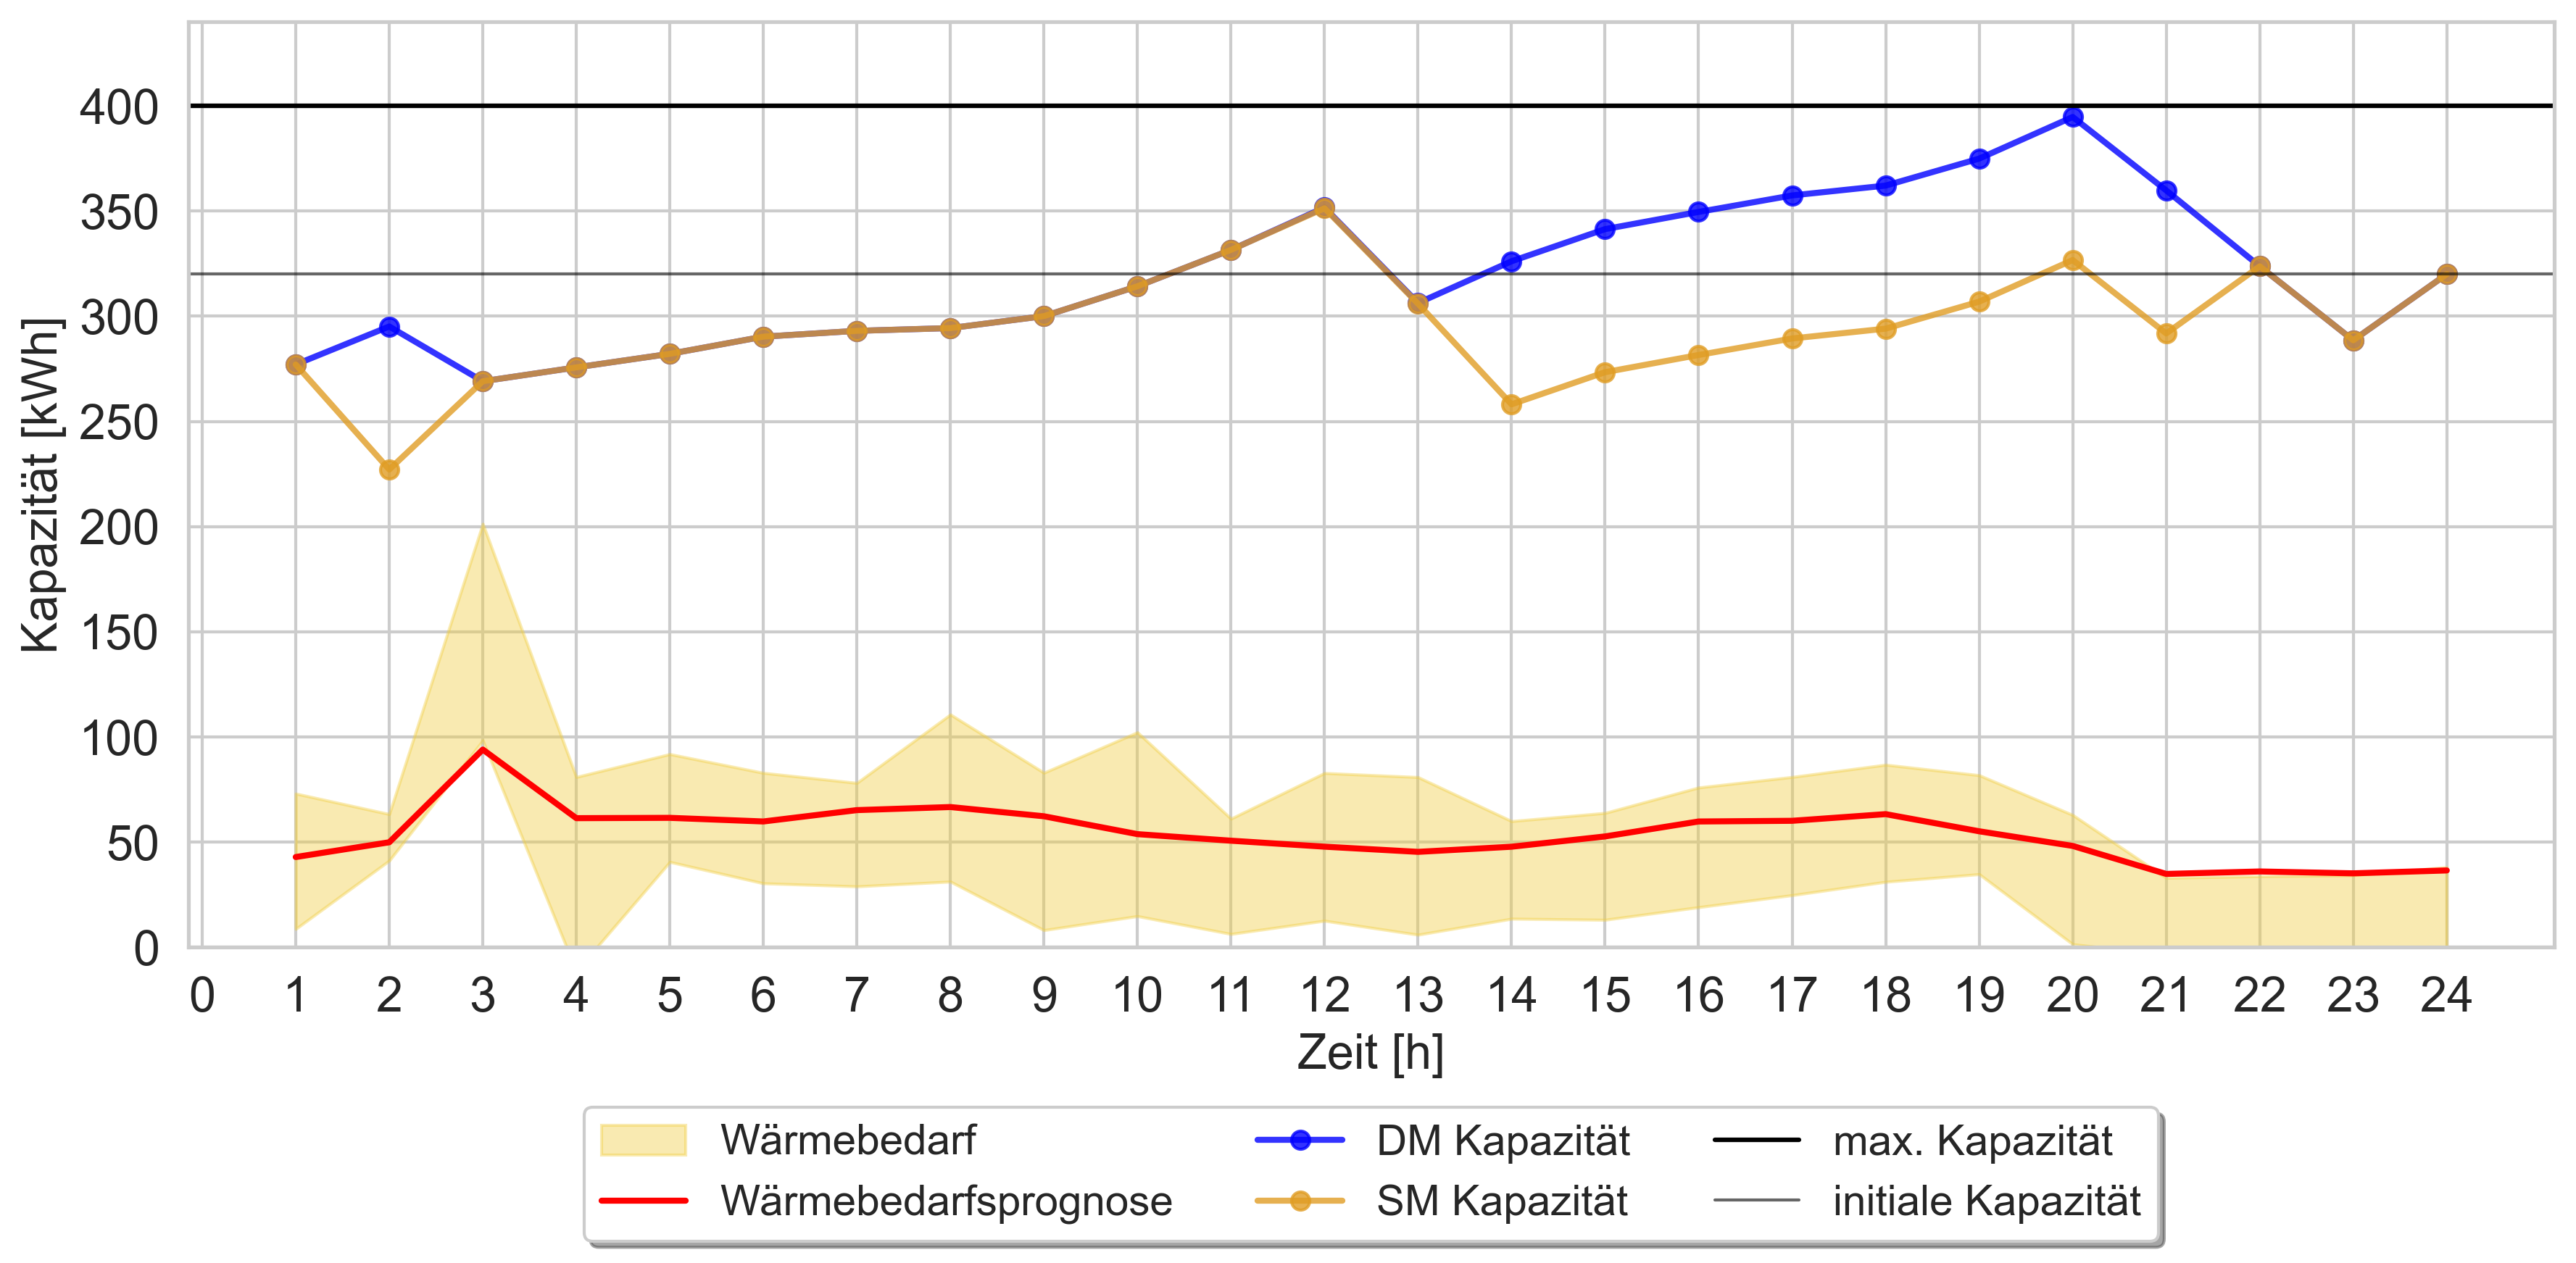 Kapazität [kWh]
400
350
300
250
200
150
100
50
0
0 1 2 3 4 5 6 7 8 9 10 11 12 13 14 15 16 17 18 19 20 21 22 23 24
Zeit [h]
Wärmebedarf DM Kapazität max. Kapazität
Wärmebedarfsprognose SM Kapazität initiale Kapazität